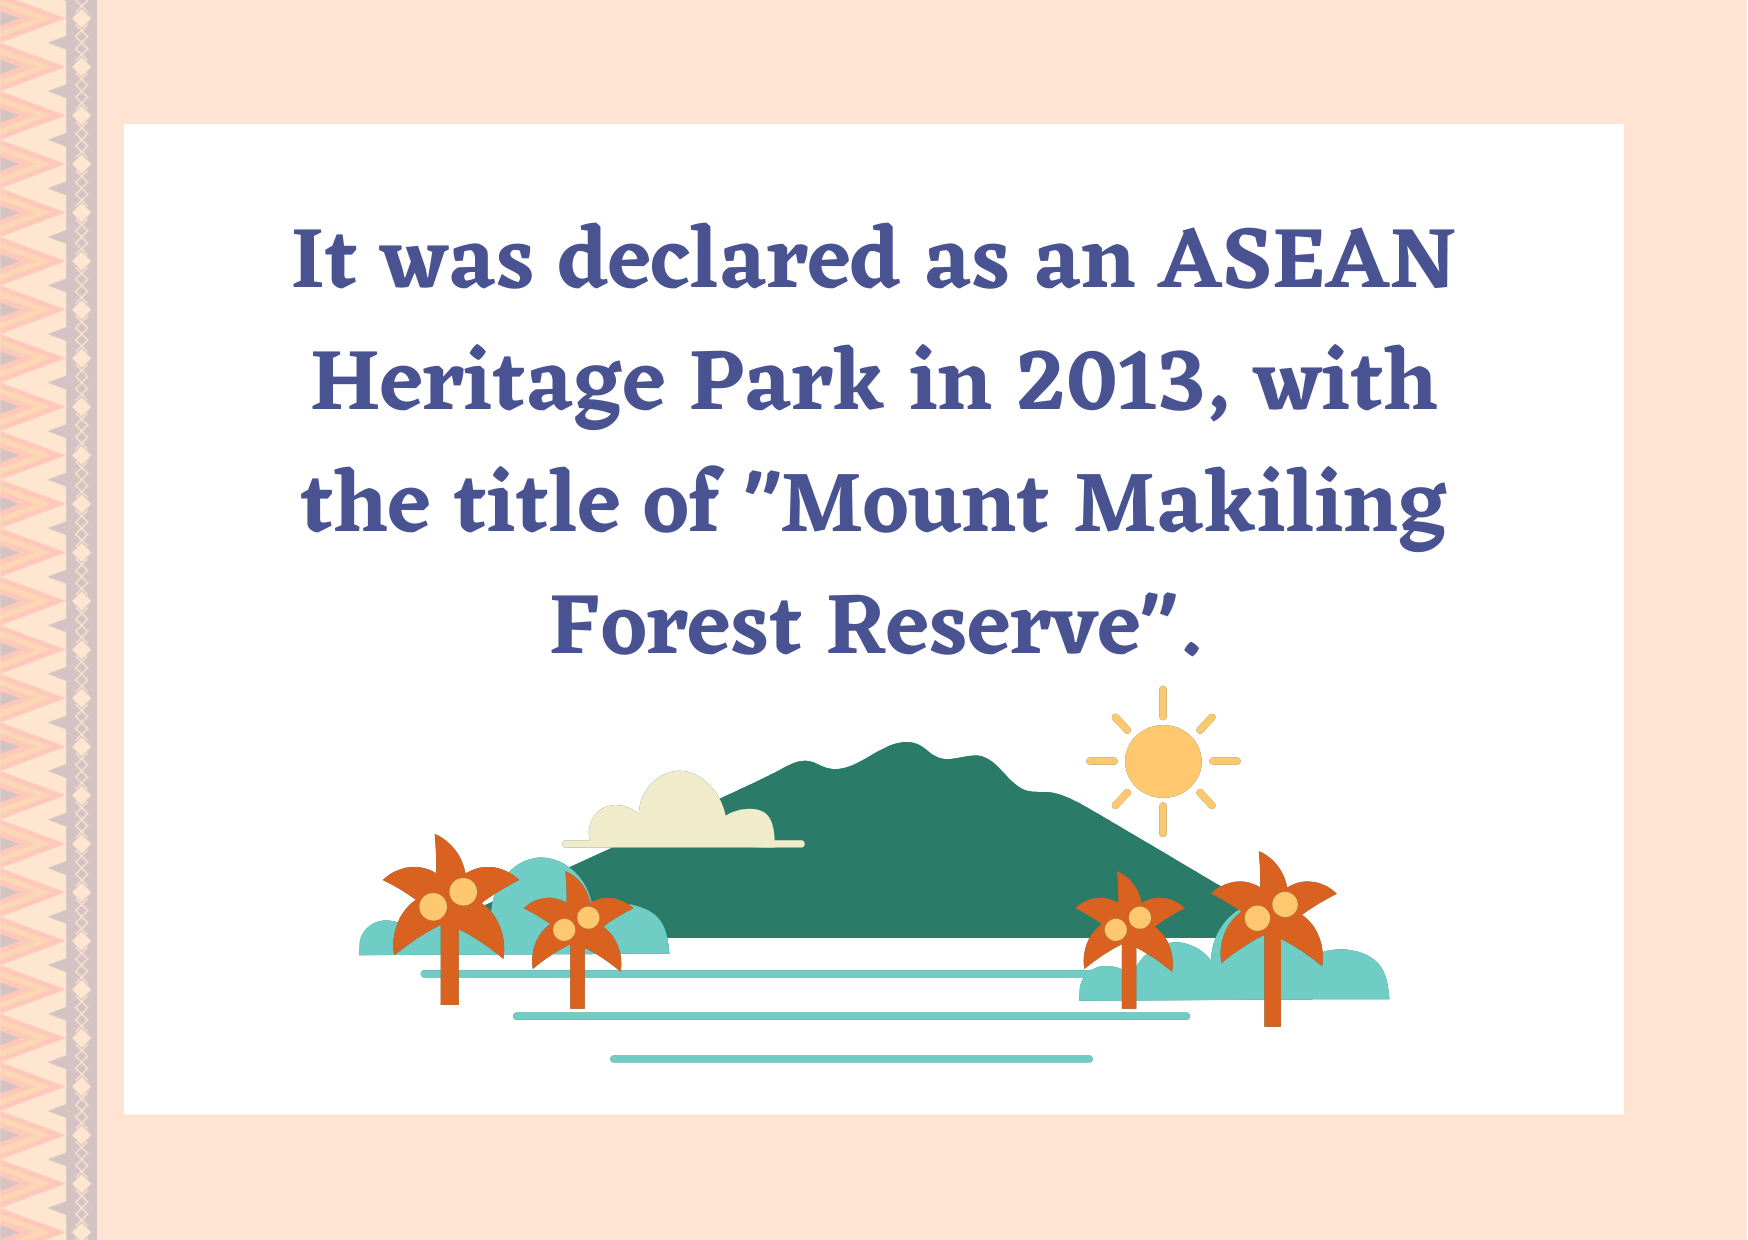 It was declared as an ASEAN
Heritage Park in 2013, with
the title of "Mount Makiling
Forest Reserve".